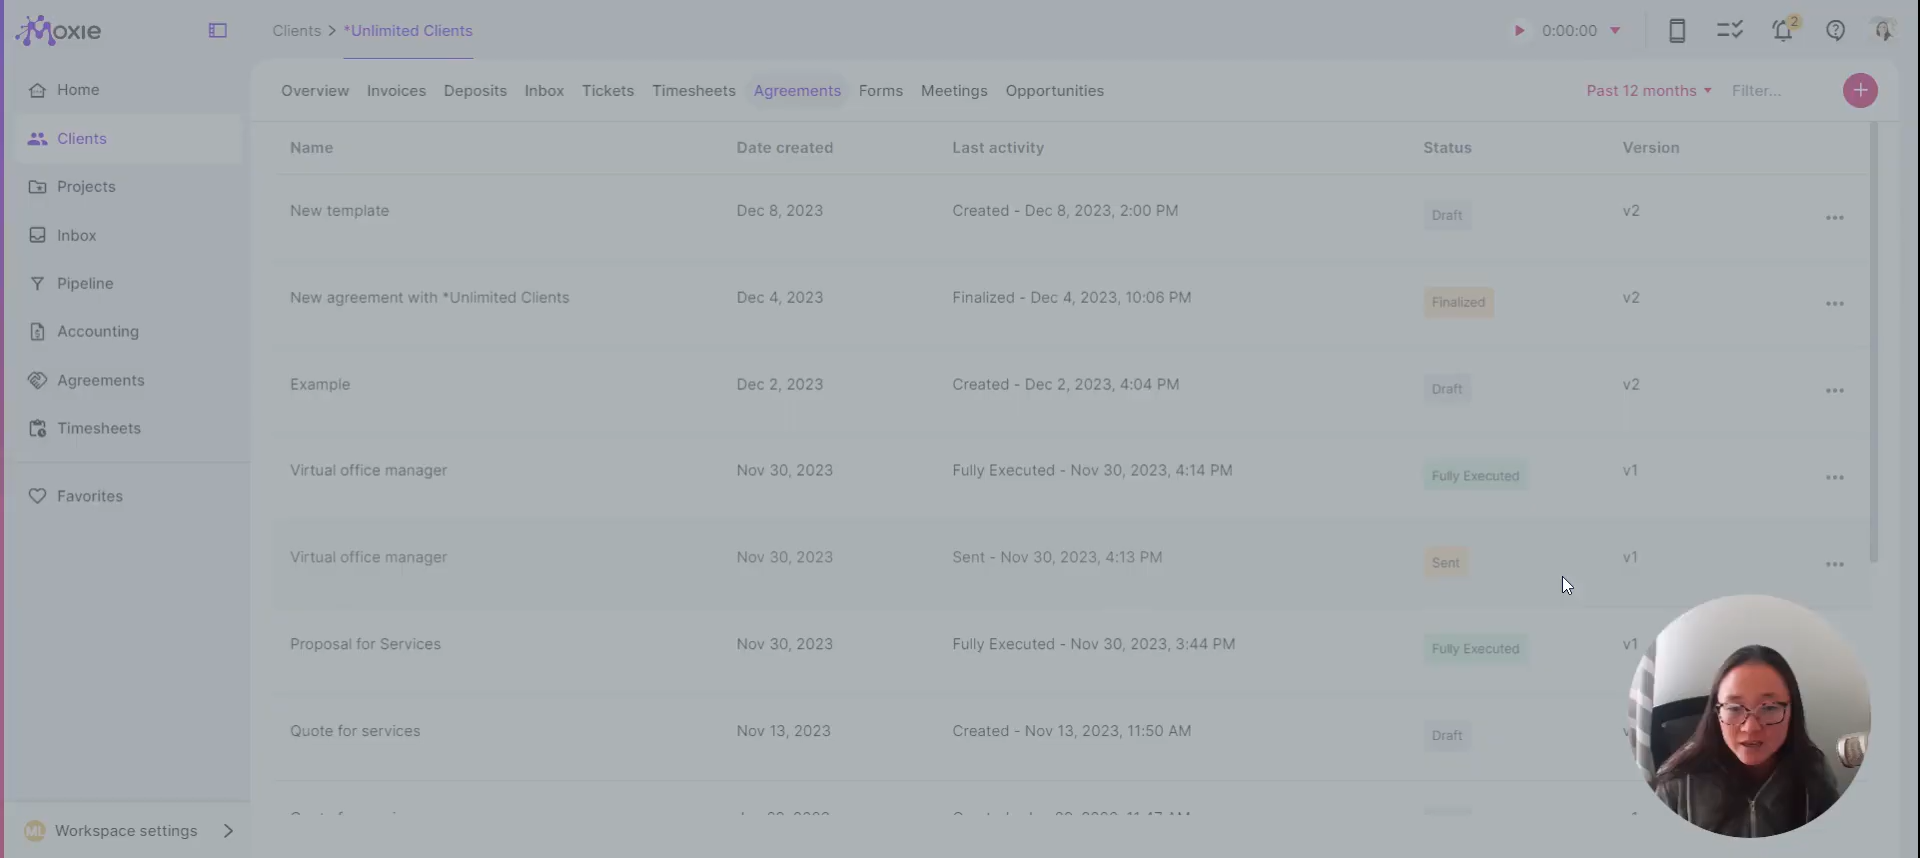 Moxie
Clients > *Unlimited Clients
0:00:00
2
Home
Clients
Projects
Inbox
Pipeline
Accounting
Agreements
Timesheets
Favorites
ML Workspace settings
Overview Invoices Deposits Inbox Tickets Timesheets Agreements Forms Meetings Opportunities
Past 12 months Filter...
Name Date created Last activity Status Version
New template Dec 8, 2023 Created - Dec 8, 2023, 2:00 PM Draft v2
New agreement with *Unlimited Clients Dec 4, 2023 Finalized - Dec 4, 2023, 10:06 PM Finalized v2
Example Dec 2, 2023 Created - Dec 2, 2023, 4:04 PM Draft v2
Virtual office manager Nov 30, 2023 Fully Executed - Nov 30, 2023, 4:14 PM Fully Executed v1
Virtual office manager Nov 30, 2023 Sent - Nov 30, 2023, 4:13 PM Sent v1
Proposal for Services Nov 30, 2023 Fully Executed - Nov 30, 2023, 3:44 PM Fully Executed v1
Quote for services Nov 13, 2023 Created - Nov 13, 2023, 11:50 AM Draft